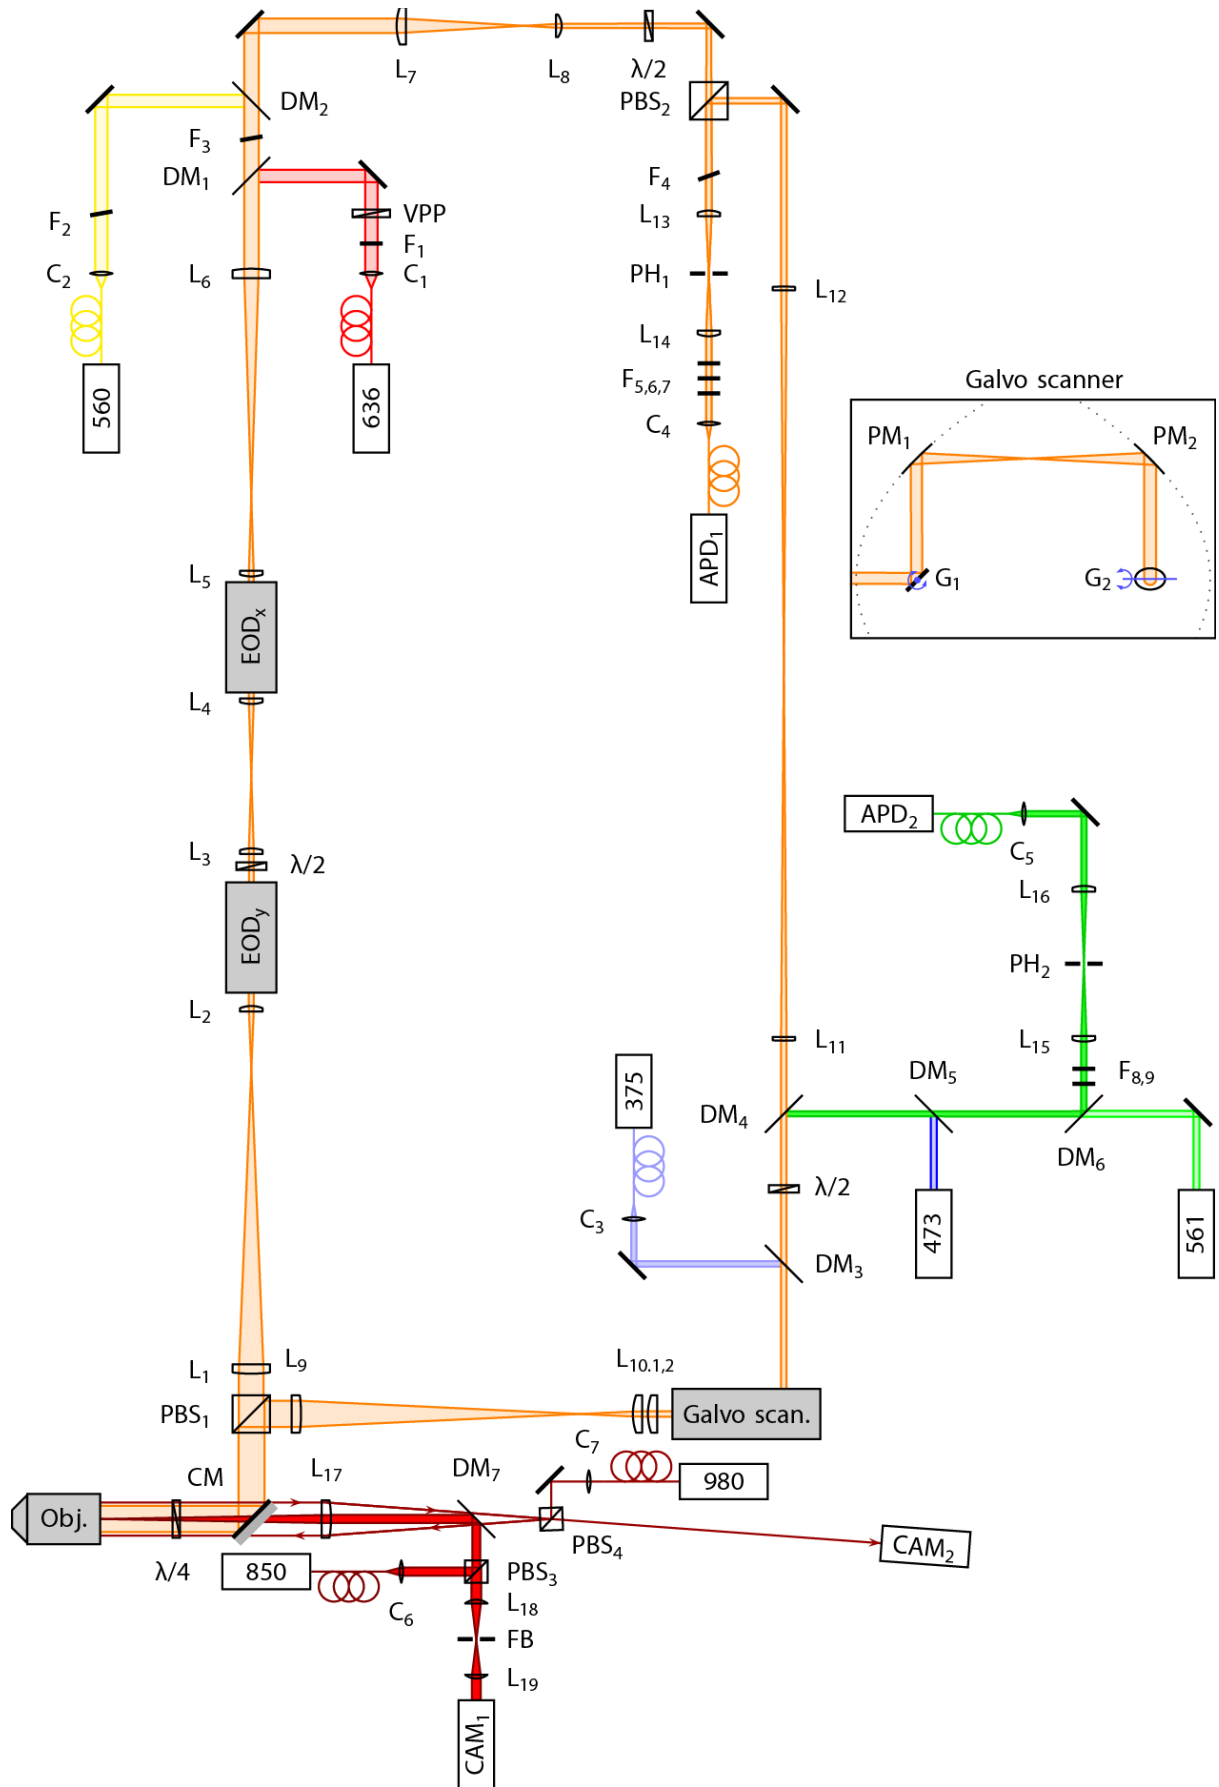 L₇
L₈
λ/2
PBS₂
DM₂
F₃
DM₁
F₄
F₂
VPP
L₁₃
F₁
C₂
L₆
C₁
PH₁
L₁₂
L₁₄
F₅,₆,₇
C₄
560
636
APD₁
Galvo scanner
PM₁
PM₂
G₁
G₂
L₅
EODₓ
L₄
L₃
λ/2
EODᵧ
L₂
APD₂
C₅
L₁₆
PH₂
L₁₅
F₈,₉
L₁₁
375
DM₅
DM₄
DM₆
λ/2
C₃
473
561
DM₃
L₁
L₉
L₁₀.₁,₂
PBS₁
Galvo scan.
C₇
980
CM
L₁₇
DM₇
Obj.
PBS₄
CAM₂
λ/4
850
PBS₃
C₆
L₁₈
FB
L₁₉
CAM₁